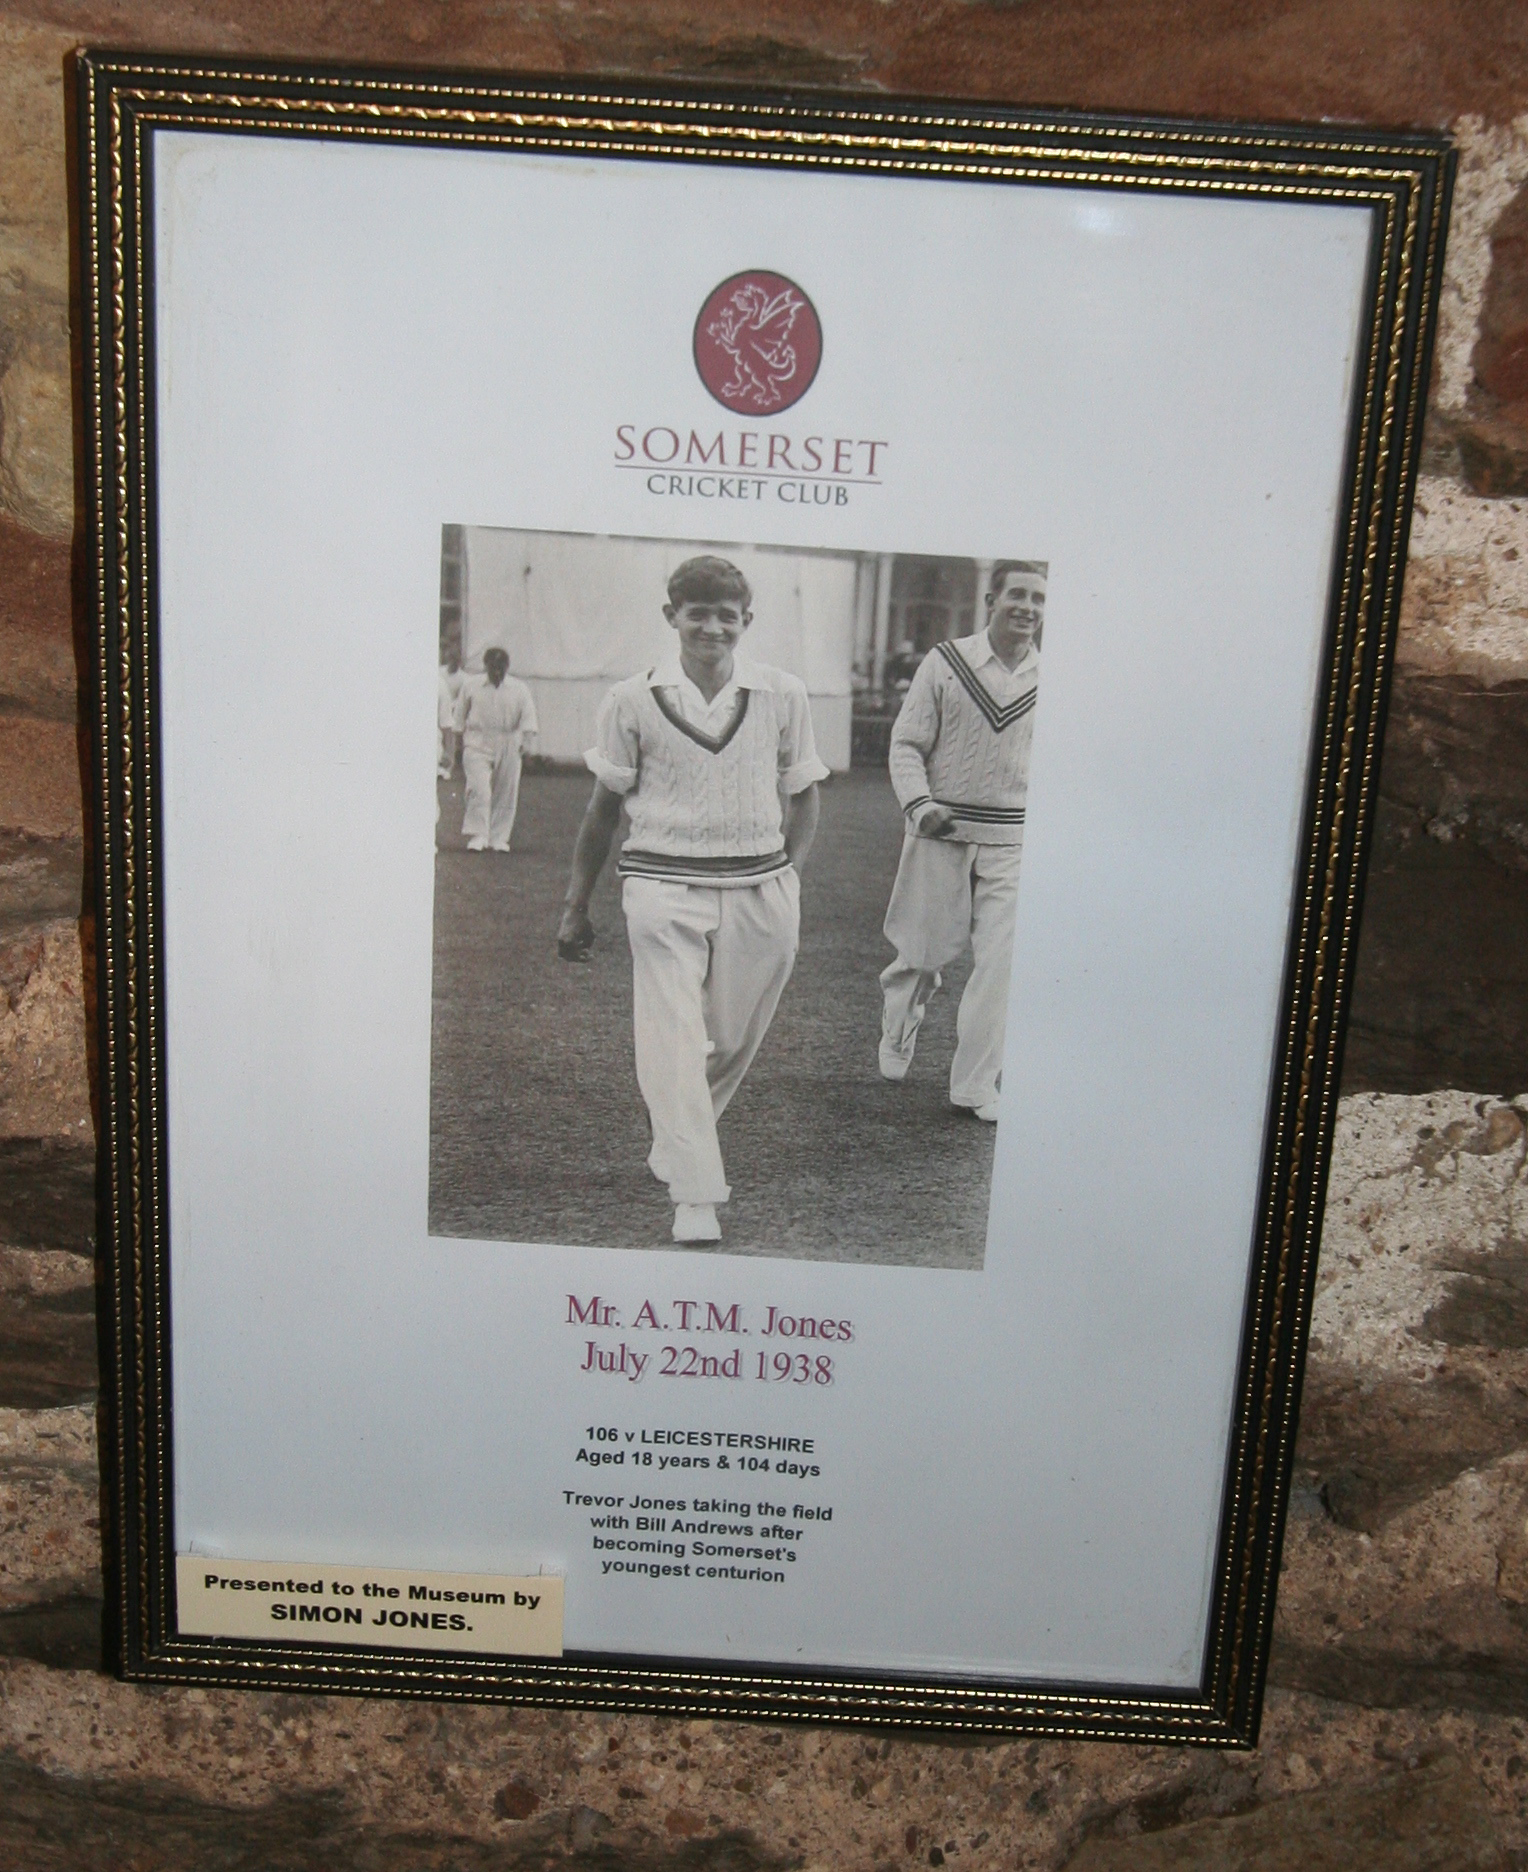 SOMERSET
CRICKET CLUB
Mr. A.T.M. Jones
July 22nd 1938
106 v LEICESTERSHIRE
Aged 18 years & 104 days
Trevor Jones taking the field
with Bill Andrews after
becoming Somerset's
youngest centurion
Presented to the Museum by
SIMON JONES.